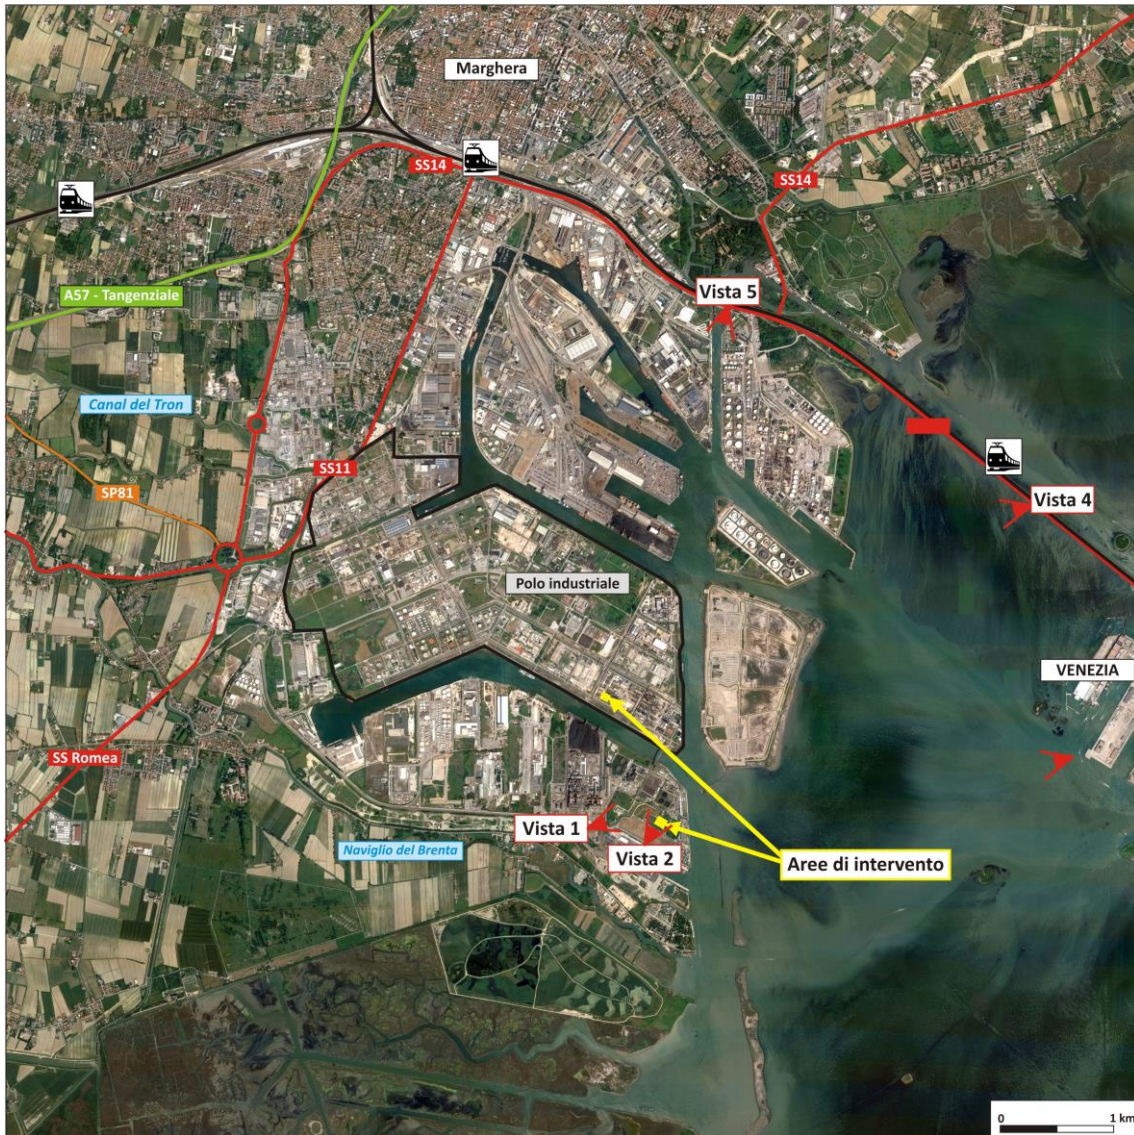 Marghera
SS14
SS14
A57 - Tangenziale
Vista 5
Canal del Tron
SS11
SP81
Vista 4
Polo industriale
VENEZIA
SS Romea
Vista 1
Naviglio del Brenta
Vista 2
Aree di intervento
0 1 km